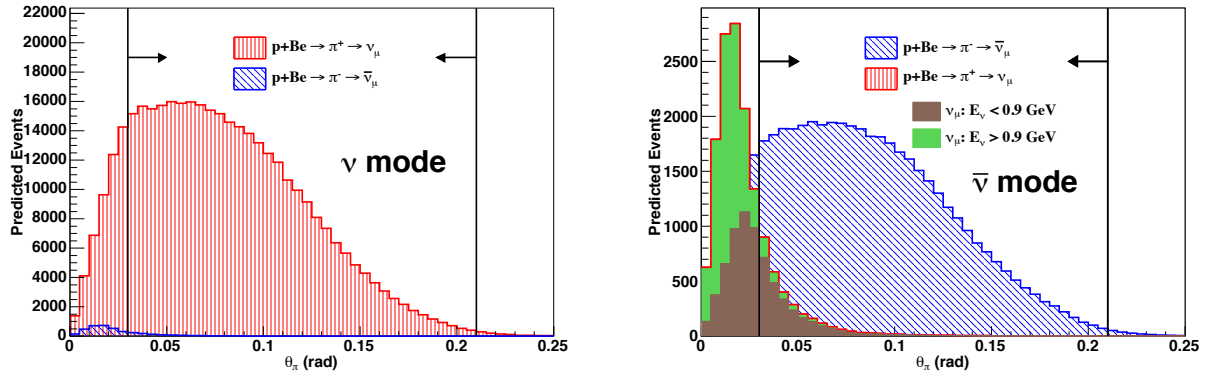 22000
20000
18000
16000
14000
12000
10000
8000
6000
4000
2000
0
Predicted Events
p+Be → π⁺ → ν_μ
p+Be → π⁻ → ν̅_μ
ν mode
0 0.05 0.1 0.15 0.2 0.25
θ_π (rad)
2500
2000
1500
1000
500
0
Predicted Events
p+Be → π⁻ → ν̅_μ
p+Be → π⁺ → ν_μ
ν_μ: E_ν < 0.9 GeV
ν_μ: E_ν > 0.9 GeV
ν̅ mode
0 0.05 0.1 0.15 0.2 0.25
θ_π (rad)